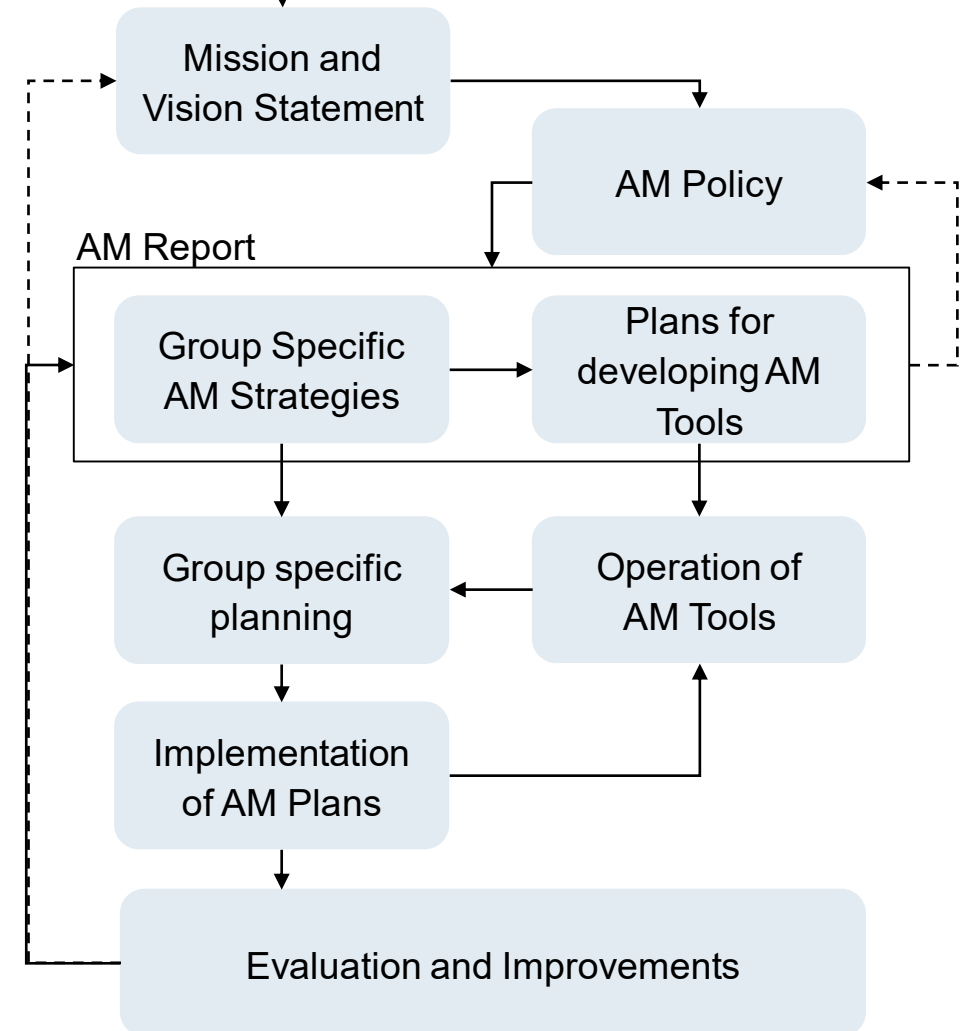 Mission and
Vision Statement
AM Policy
AM Report
Group Specific
AM Strategies
Plans for
developing AM
Tools
Group specific
planning
Operation of
AM Tools
Implementation
of AM Plans
Evaluation and Improvements